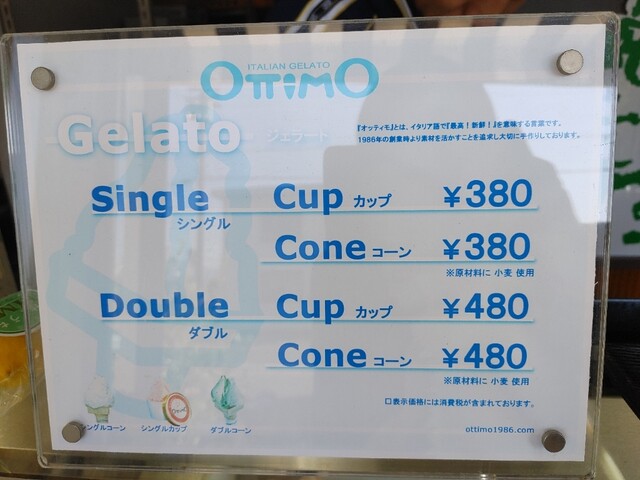 ITALIAN GELATO
OTTIMO
Gelato ジェラート
『オッティモ』とは、イタリア語で『最高！新鮮！』を意味する言葉です。
1986年の創業時より素材を活かすことを追求し大切に手作りしております。
Single Cup カップ ¥380
シングル
Cone コーン ¥380
※原材料に 小麦 使用
Double Cup カップ ¥480
ダブル
Cone コーン ¥480
※原材料に 小麦 使用
口表示価格には消費税が含まれております。
シングルコーン シングルカップ ダブルコーン
ottimo1986.com